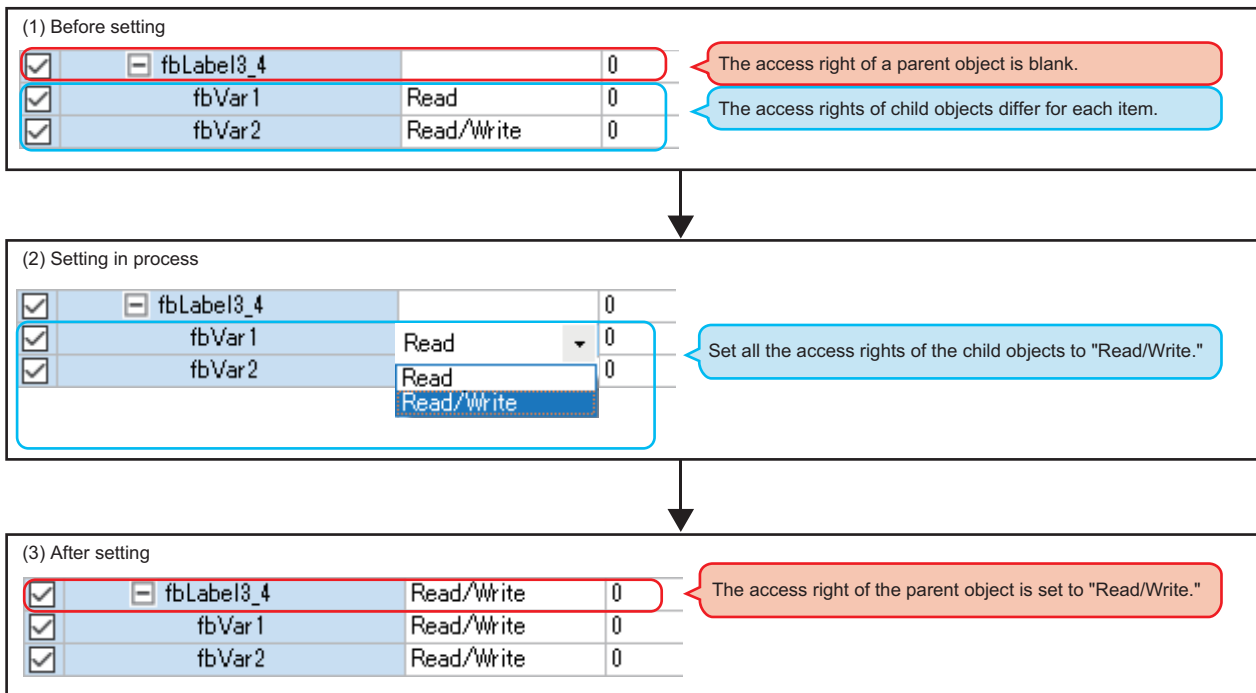 (1) Before setting
fbLabel3_4 0
The access right of a parent object is blank.
fbVar1 Read 0
The access rights of child objects differ for each item.
fbVar2 Read/Write 0
(2) Setting in process
fbLabel3_4 0
fbVar1 Read 0
Set all the access rights of the child objects to "Read/Write."
fbVar2 Read 0
Read/Write
(3) After setting
fbLabel3_4 Read/Write 0
The access right of the parent object is set to "Read/Write."
fbVar1 Read/Write 0
fbVar2 Read/Write 0